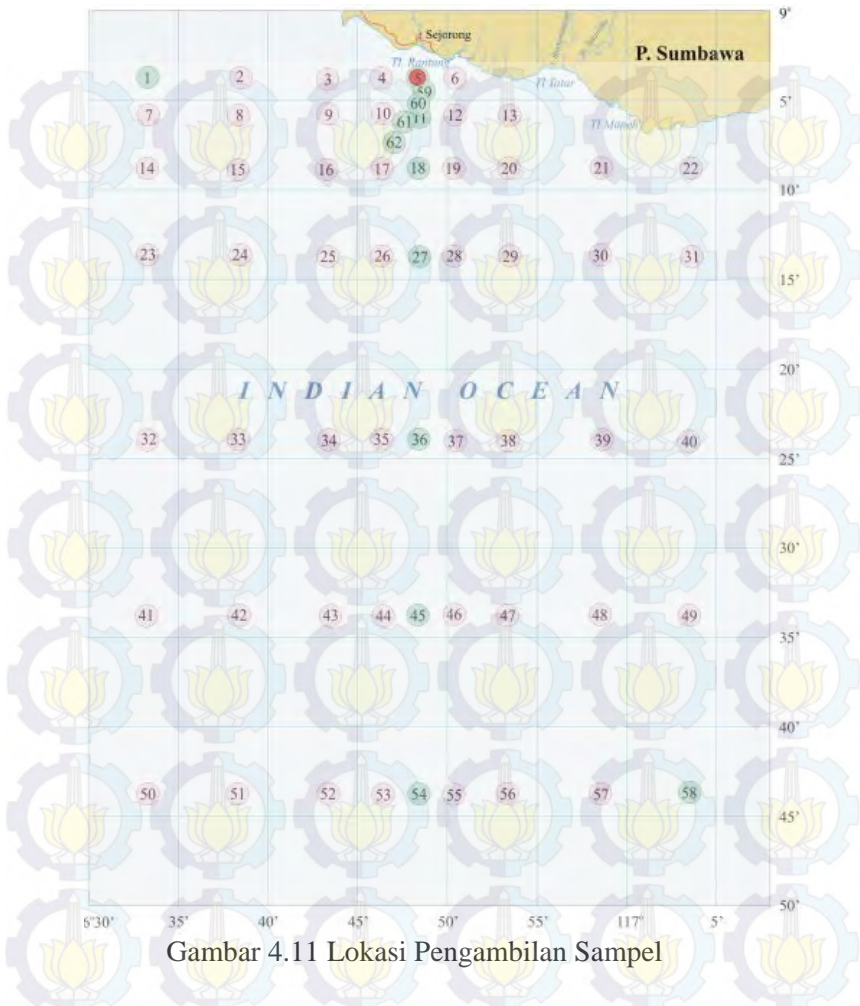 9°
Sejorong
P. Sumbawa
Tl. Rantung
1 2 3 4 5 6
Tl Tatar
59
5'
60
7 8 9 10 61 11 12 13
Tl Mameh
62
14 15 16 17 18 19 20 21 22
10'
23 24 25 26 27 28 29 30 31
15'
20'
INDIAN OCEAN
32 33 34 35 36 37 38 39 40
25'
30'
41 42 43 44 45 46 47 48 49
35'
40'
50 51 52 53 54 55 56 57 58
45'
50'
6°30' 35' 40' 45' 50' 55' 117° 5'
Gambar 4.11 Lokasi Pengambilan Sampel